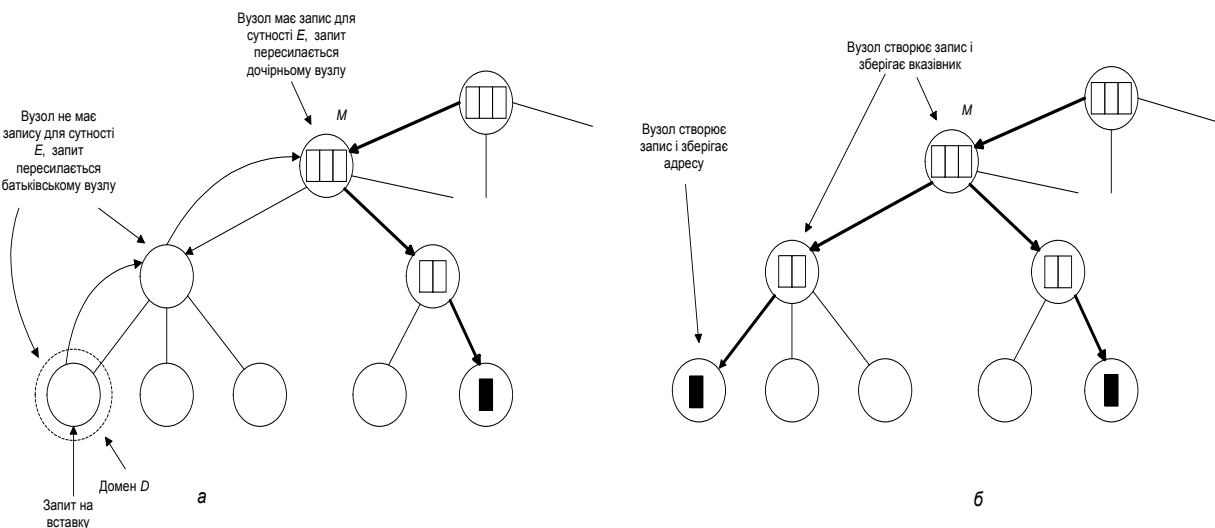 Вузол має запис для
сутності E, запит
пересилається
дочірньому вузлу
M
Вузол не має
запису для сутності
E, запит
пересилається
батьківському вузлу
Домен D
Запит на
вставку
а
Вузол створює запис і
зберігає вказівник
M
Вузол створює
запис і зберігає
адресу
б